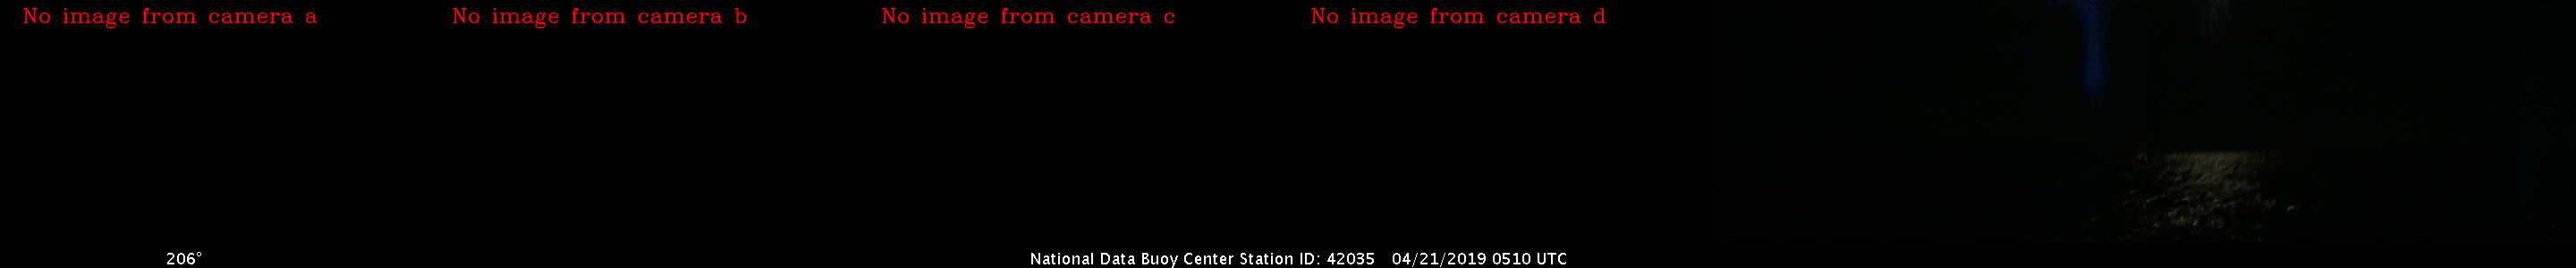 No image from camera a
No image from camera b
No image from camera c
No image from camera d
206°
National Data Buoy Center Station ID: 42035 04/21/2019 0510 UTC